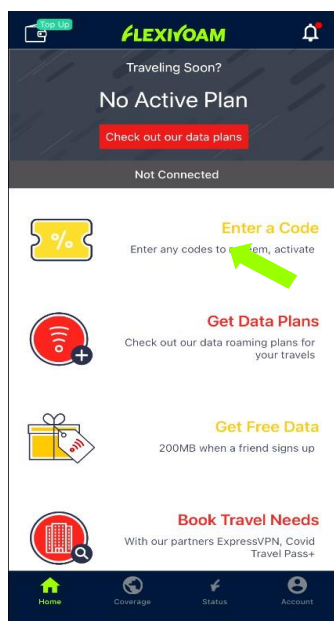 Top Up
FLEXIROAM
Traveling Soon?
No Active Plan
Check out our data plans
Not Connected
%
Enter a Code
Enter any codes to activate
Get Data Plans
Check out our data roaming plans for
your travels
Get Free Data
200MB when a friend signs up
Book Travel Needs
With our partners ExpressVPN, Covid
Travel Pass+
Home Coverage Status Account